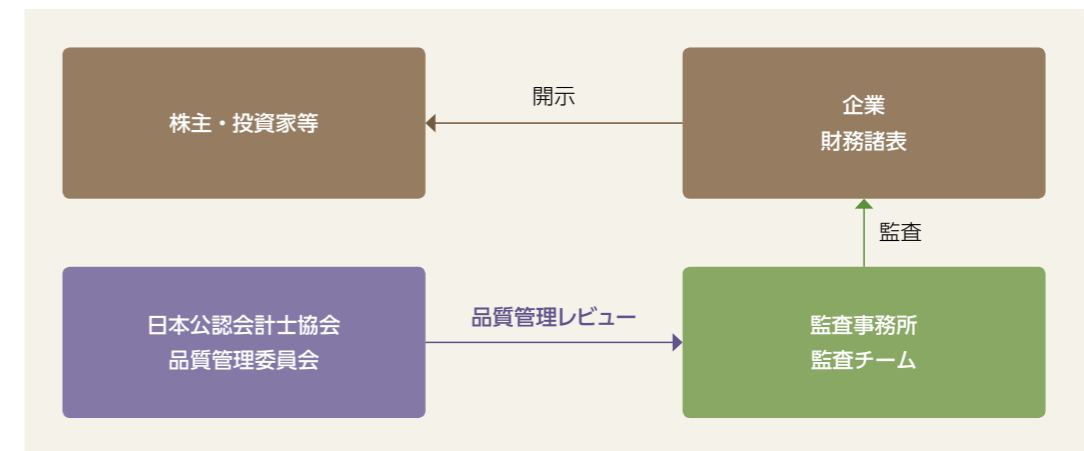 株主・投資家等
開示
企業
財務諸表
監査
日本公認会計士協会
品質管理委員会
品質管理レビュー
監査事務所
監査チーム